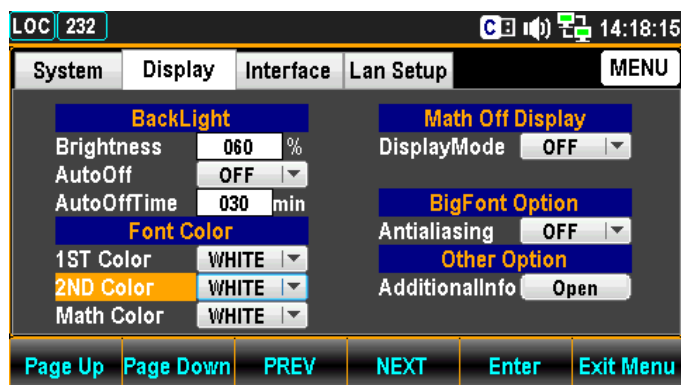 LOC 232 C 14:18:15
System Display Interface Lan Setup MENU
BackLight
Brightness 060 %
AutoOff OFF
AutoOffTime 030 min
Font Color
1ST Color WHITE
2ND Color WHITE
Math Color WHITE
Math Off Display
DisplayMode OFF
BigFont Option
Antialiasing OFF
Other Option
AdditionalInfo Open
Page Up Page Down PREV NEXT Enter Exit Menu